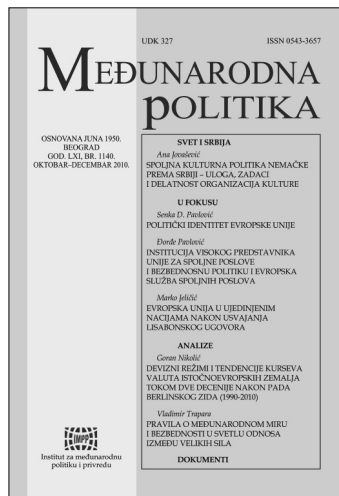 UDK 327
ISSN 0543-3657
MEĐUNARODNA
POLITIKA
OSNOVANA JUNA 1950.
BEOGRAD
GOD. LXI, BR. 1140.
OKTOBAR–DECEMBAR 2010.
SVET I SRBIJA
Ana Jovašević
SPOLJNA KULTURNA POLITIKA NEMAČKE
PREMA SRBIJI – ULOGA, ZADACI
I DELATNOST ORGANIZACIJA KULTURE
U FOKUSU
Senka D. Pavlović
POLITIČKI IDENTITET EVROPSKE UNIJE
Đorđe Pavlović
INSTITUCIJA VISOKOG PREDSTAVNIKA
UNIJE ZA SPOLJNE POSLOVE
I BEZBEDNOSNU POLITIKU I EVROPSKA
SLUŽBA SPOLJNIH POSLOVA
Marko Jeličić
EVROPSKA UNIJA U UJEDINJENIM
NACIJAMA NAKON USVAJANJA
LISABONSKOG UGOVORA
ANALIZE
Goran Nikolić
DEVIZNI REŽIMI I TENDENCIJE KURSEVA
VALUTA ISTOČNOEVROPSKIH ZEMALJA
TOKOM DVE DECENIJE NAKON PADA
BERLINSKOG ZIDA (1990-2010)
Vladimir Trapara
PRAVILA O MEĐUNARODNOM MIRU
I BEZBEDNOSTI U SVETLU ODNOSA
IZMEĐU VELIKIH SILA
DOKUMENTI
IMPP
Institut za međunarodnu
politiku i privredu